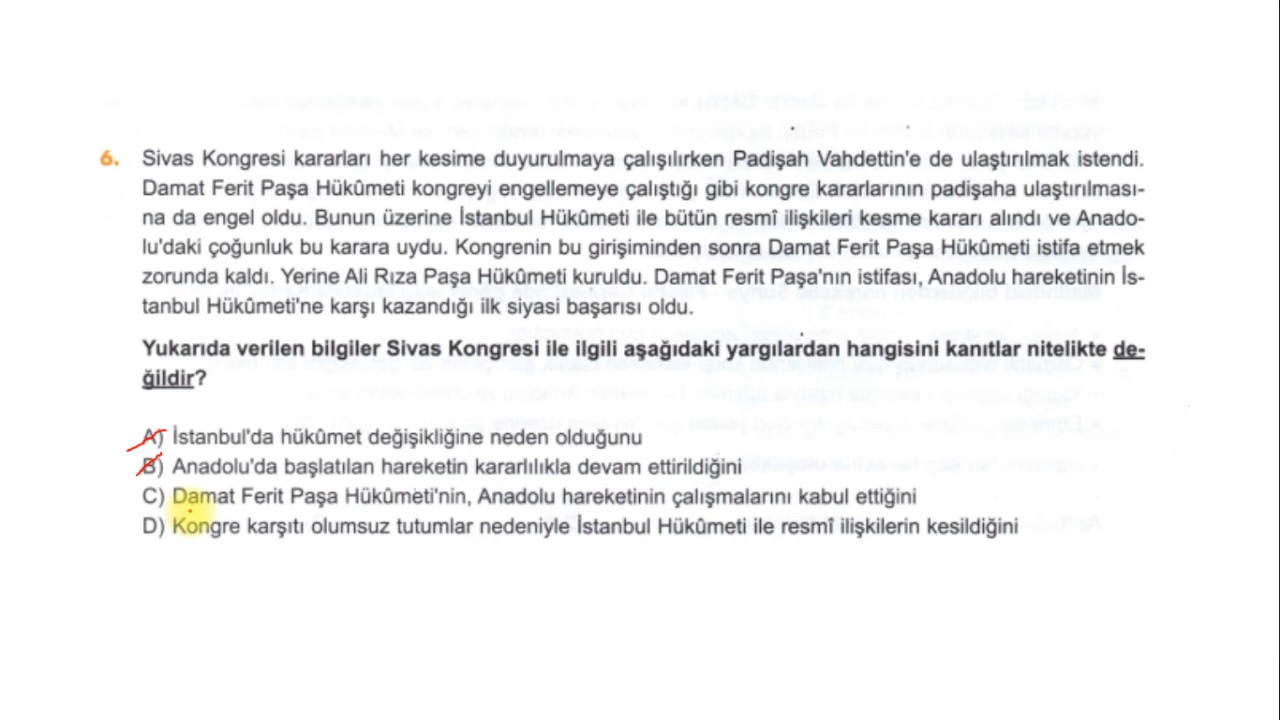 6. Sivas Kongresi kararları her kesime duyurulmaya çalışılırken Padişah Vahdettin'e de ulaştırılmak istendi.
Damat Ferit Paşa Hükûmeti kongreyi engellemeye çalıştığı gibi kongre kararlarının padişaha ulaştırılması-
na da engel oldu. Bunun üzerine İstanbul Hükûmeti ile bütün resmî ilişkileri kesme kararı alındı ve Anado-
lu'daki çoğunluk bu karara uydu. Kongrenin bu girişiminden sonra Damat Ferit Paşa Hükûmeti istifa etmek
zorunda kaldı. Yerine Ali Rıza Paşa Hükûmeti kuruldu. Damat Ferit Paşa'nın istifası, Anadolu hareketinin İs-
tanbul Hükûmeti'ne karşı kazandığı ilk siyasi başarısı oldu.
Yukarıda verilen bilgiler Sivas Kongresi ile ilgili aşağıdaki yargılardan hangisini kanıtlar nitelikte de-
ğildir?
A) İstanbul'da hükûmet değişikliğine neden olduğunu
B) Anadolu'da başlatılan hareketin kararlılıkla devam ettirildiğini
C) Damat Ferit Paşa Hükûmeti'nin, Anadolu hareketinin çalışmalarını kabul ettiğini
D) Kongre karşıtı olumsuz tutumlar nedeniyle İstanbul Hükûmeti ile resmî ilişkilerin kesildiğini